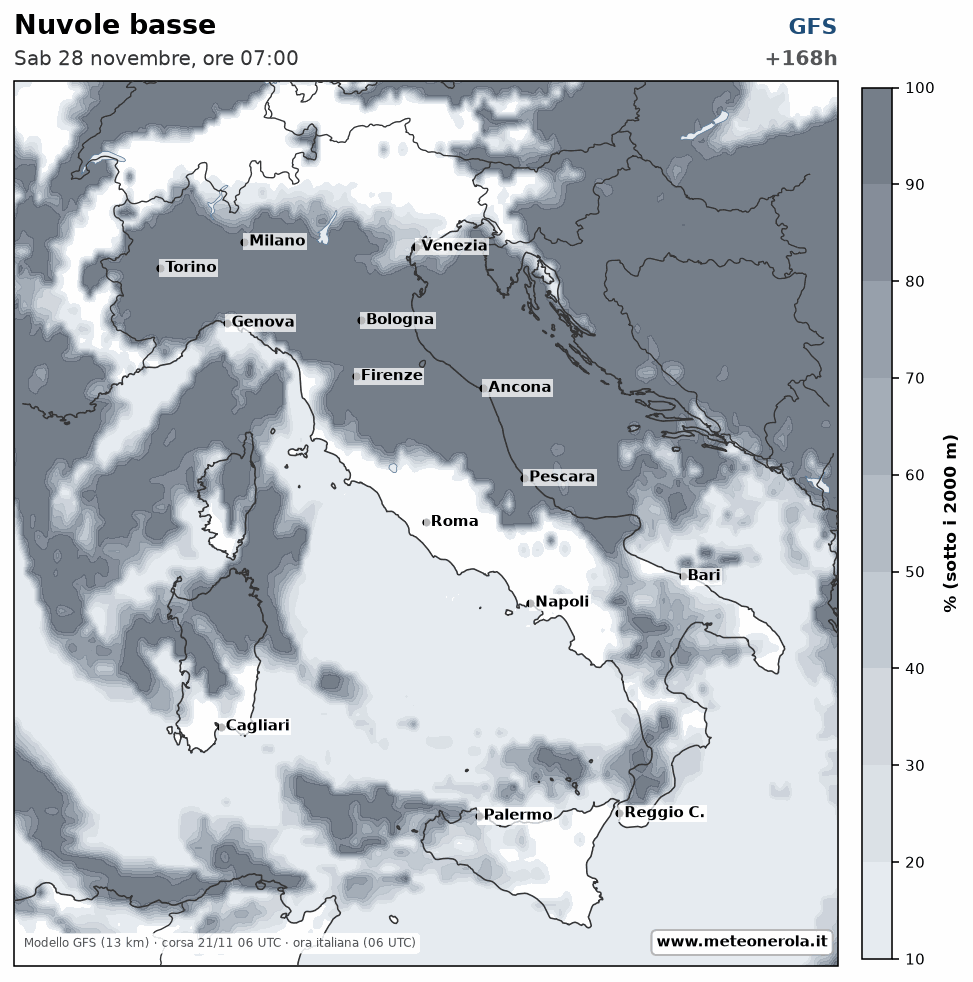 Nuvole basse
GFS
Sab 28 novembre, ore 07:00
+168h
Milano
Venezia
Torino
Genova
Bologna
Firenze
Ancona
Pescara
Roma
Bari
Napoli
Cagliari
Palermo
Reggio C.
100
90
80
70
60
50
40
30
20
10
% (sotto i 2000 m)
Modello GFS (13 km) · corsa 21/11 06 UTC · ora italiana (06 UTC)
www.meteonerola.it